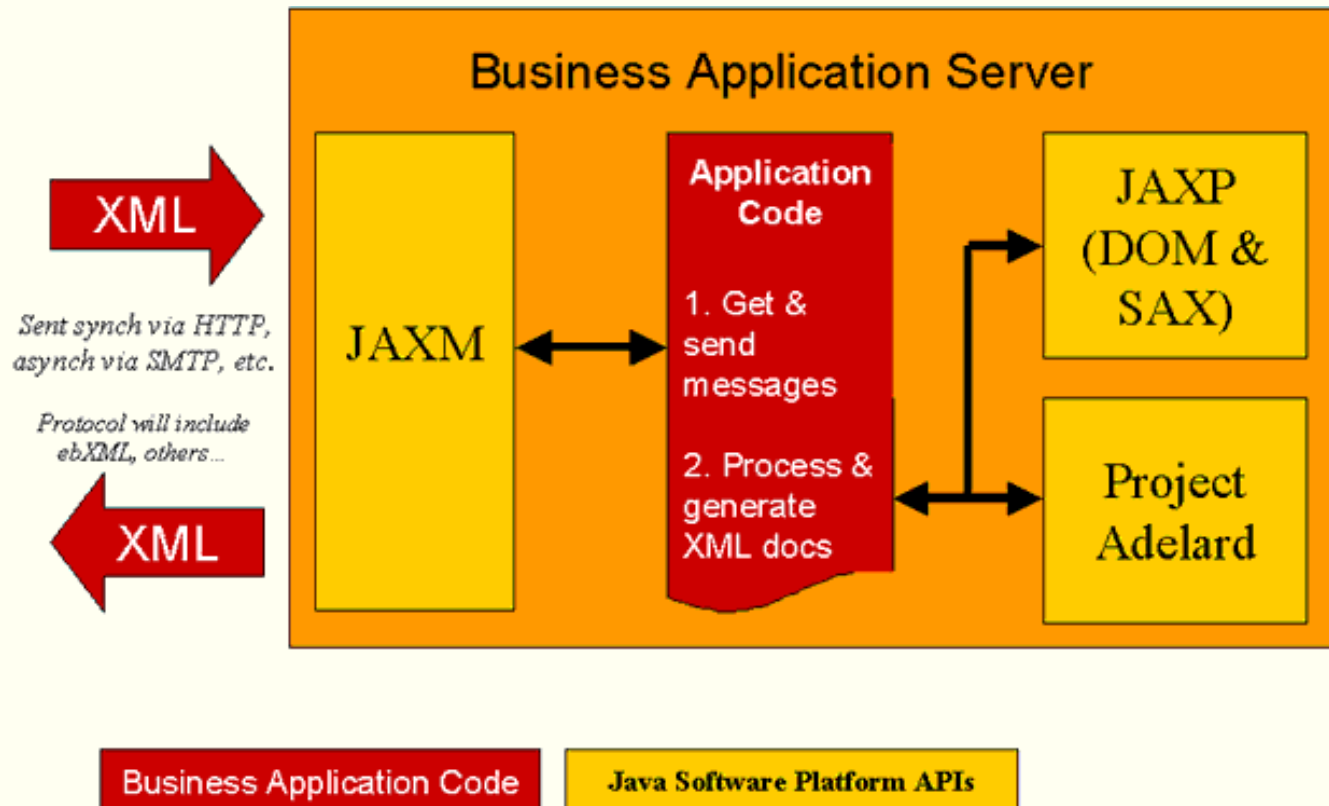 Business Application Server
XML
Sent synch via HTTP,
asynch via SMTP, etc.
Protocol will include
ebXML, others...
XML
JAXM
Application
Code
1. Get &
send
messages
2. Process &
generate
XML docs
JAXP
(DOM &
SAX)
Project
Adelard
Business Application Code
Java Software Platform APIs